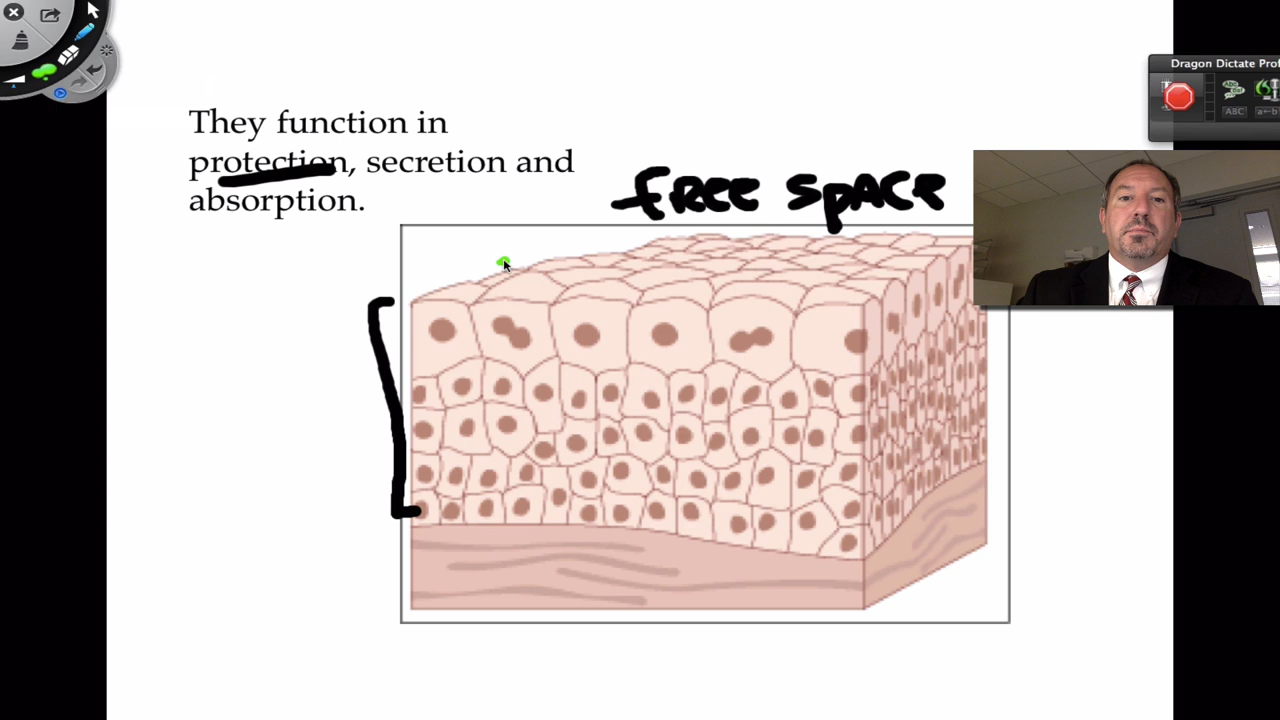 They function in
protection, secretion and
absorption.
free space
Dragon Dictate Prof
ABC